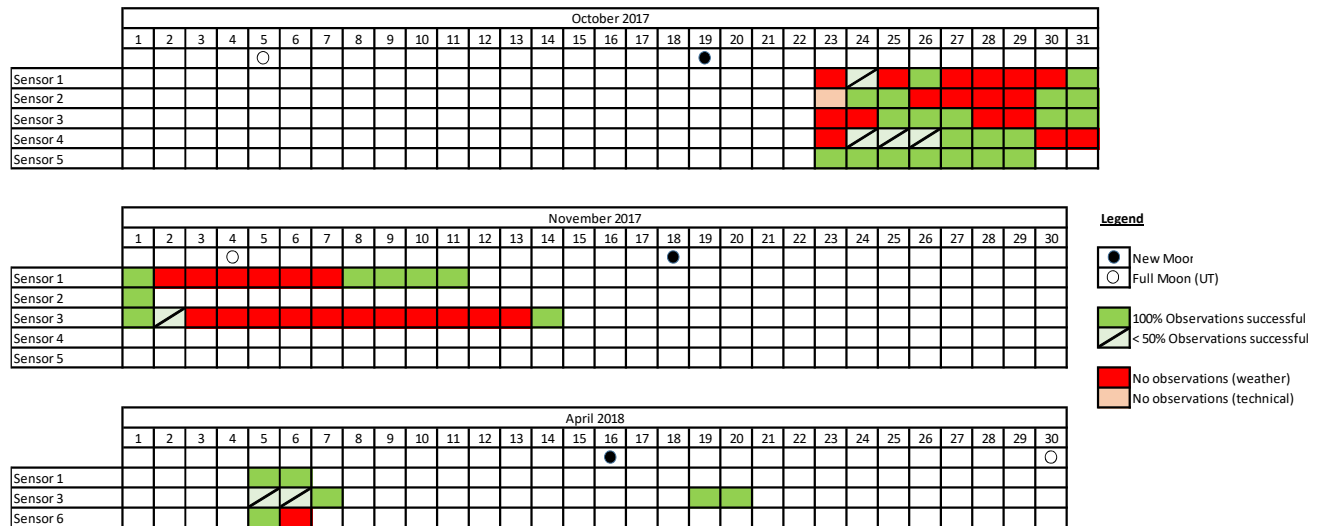 October 2017
1 2 3 4 5 6 7 8 9 10 11 12 13 14 15 16 17 18 19 20 21 22 23 24 25 26 27 28 29 30 31
Sensor 1
Sensor 2
Sensor 3
Sensor 4
Sensor 5
November 2017
1 2 3 4 5 6 7 8 9 10 11 12 13 14 15 16 17 18 19 20 21 22 23 24 25 26 27 28 29 30
Sensor 1
Sensor 2
Sensor 3
Sensor 4
Sensor 5
Legend
New Moor
Full Moon (UT)
100% Observations successful
< 50% Observations successful
No observations (weather)
No observations (technical)
April 2018
1 2 3 4 5 6 7 8 9 10 11 12 13 14 15 16 17 18 19 20 21 22 23 24 25 26 27 28 29 30
Sensor 1
Sensor 3
Sensor 6